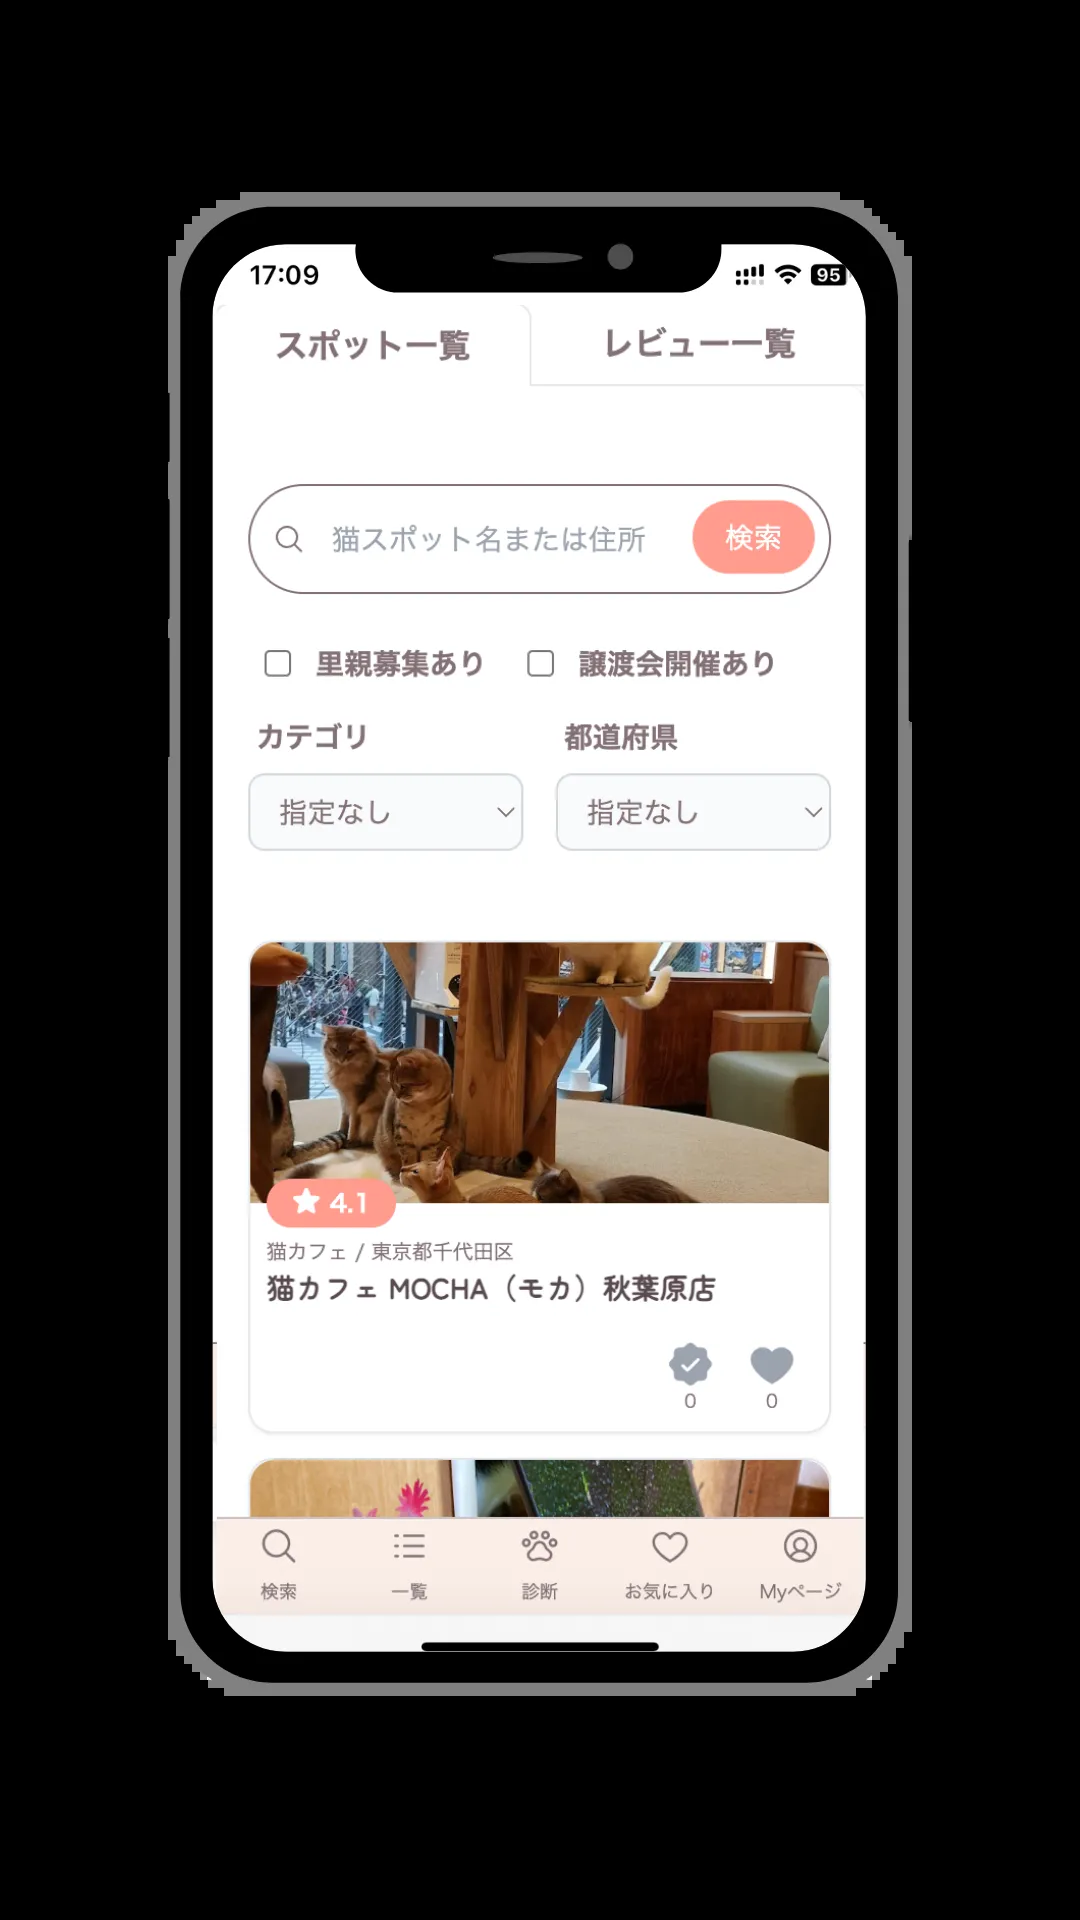 17:09
95
スポット一覧
レビュー一覧
猫スポット名または住所
検索
里親募集あり
譲渡会開催あり
カテゴリ
都道府県
指定なし
指定なし
4.1
猫カフェ / 東京都千代田区
猫カフェ MOCHA（モカ）秋葉原店
0
0
検索
一覧
診断
お気に入り
Myページ